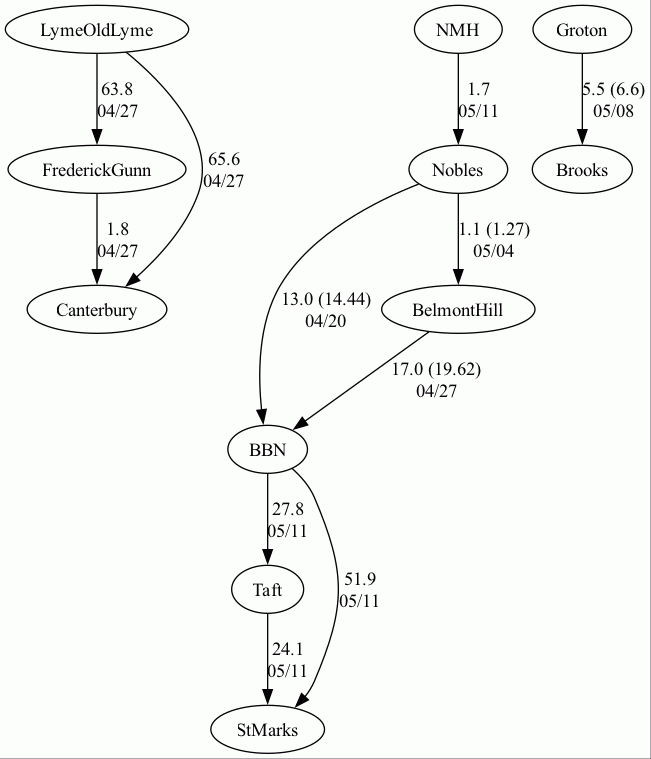 LymeOldLyme
NMH
Groton
63.8
04/27
1.7
05/11
5.5 (6.6)
05/08
65.6
04/27
FrederickGunn
Nobles
Brooks
1.8
04/27
1.1 (1.27)
05/04
13.0 (14.44)
04/20
Canterbury
BelmontHill
17.0 (19.62)
04/27
BBN
27.8
05/11
51.9
05/11
Taft
24.1
05/11
StMarks